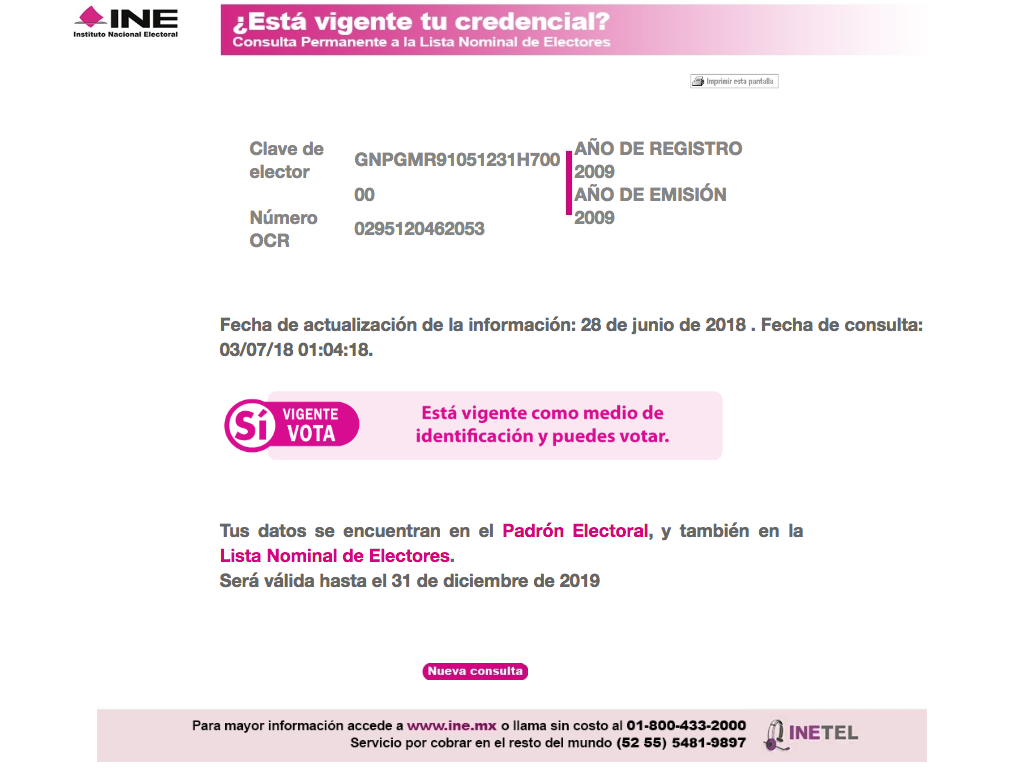 INE
Instituto Nacional Electoral
¿Está vigente tu credencial?
Consulta Permanente a la Lista Nominal de Electores
Imprimir esta pantalla
Clave de
elector
GNPGMR91051231H700
AÑO DE REGISTRO
2009
00
AÑO DE EMISIÓN
2009
Número
OCR
0295120462053
Fecha de actualización de la información: 28 de junio de 2018 . Fecha de consulta:
03/07/18 01:04:18.
Sí VIGENTE
VOTA
Está vigente como medio de
identificación y puedes votar.
Tus datos se encuentran en el Padrón Electoral, y también en la
Lista Nominal de Electores.
Será válida hasta el 31 de diciembre de 2019
Nueva consulta
Para mayor información accede a www.ine.mx o llama sin costo al 01-800-433-2000
Servicio por cobrar en el resto del mundo (52 55) 5481-9897
INETEL